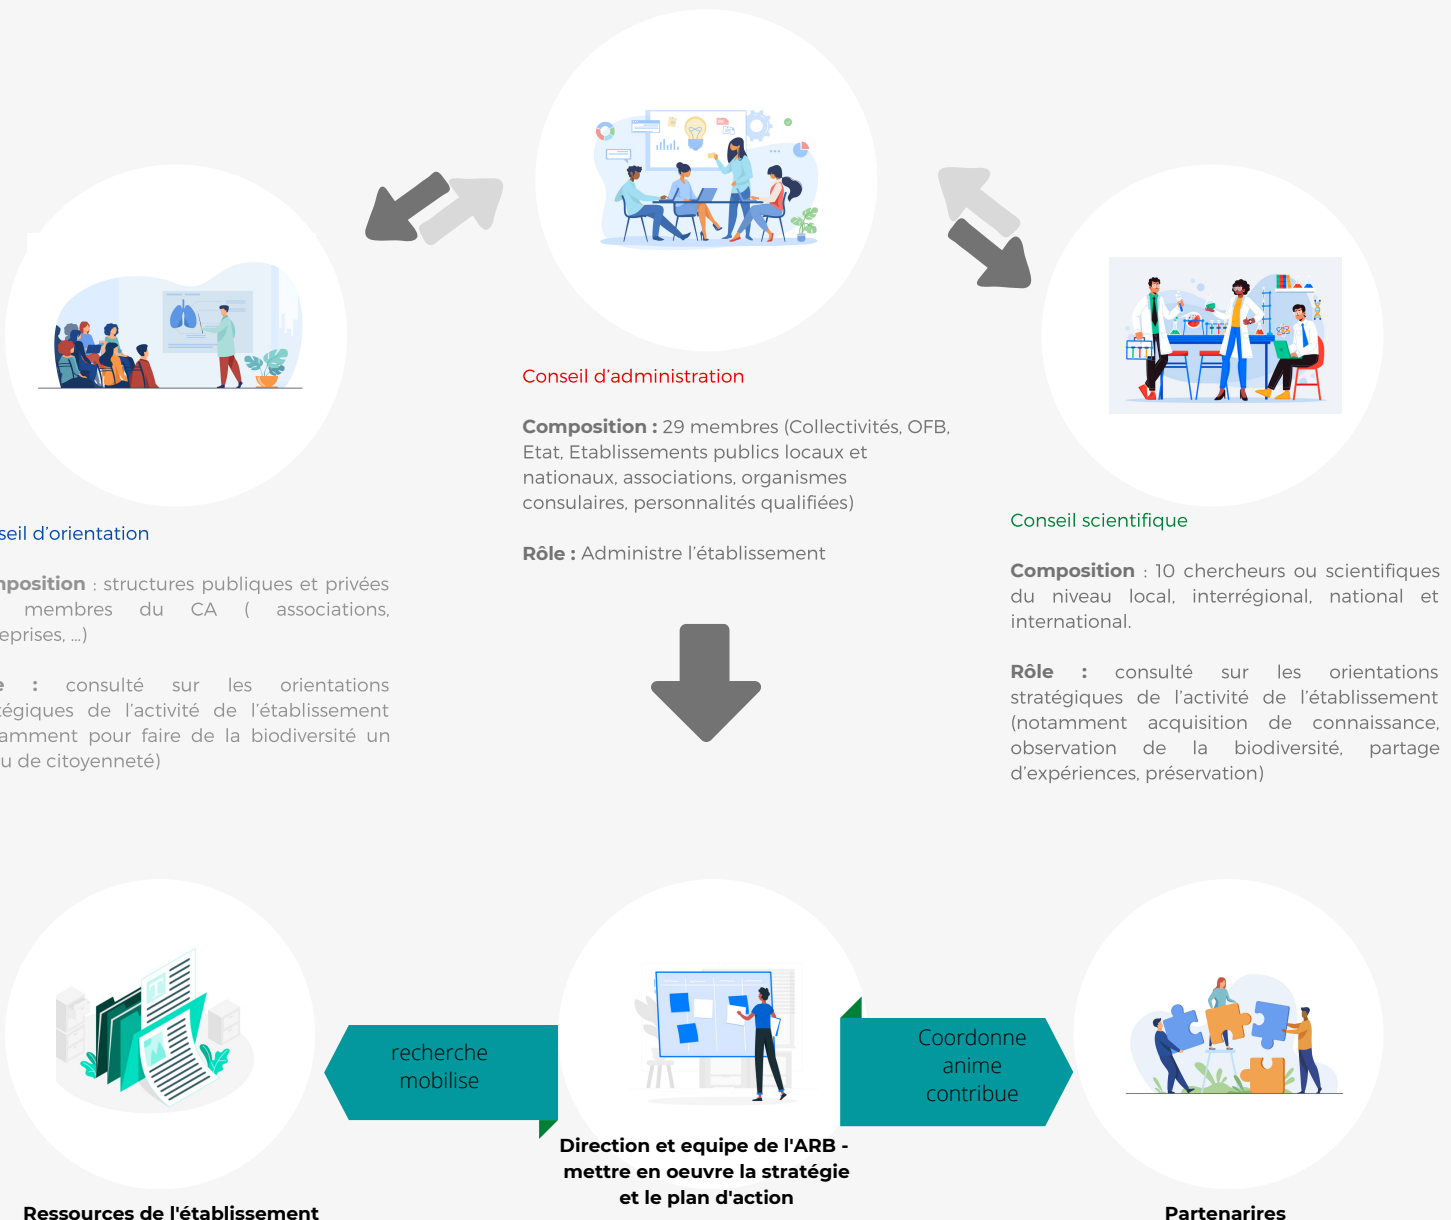 Conseil d’administration
Composition : 29 membres (Collectivités, OFB,
Etat, Etablissements publics locaux et
nationaux, associations, organismes
consulaires, personnalités qualifiées)
Rôle : Administre l’établissement
seil d’orientation
mposition : structures publiques et privées
membres du CA ( associations,
eprises, ...)
: consulté sur les orientations
tégiques de l’activité de l’établissement
amment pour faire de la biodiversité un
u de citoyenneté)
Conseil scientifique
Composition : 10 chercheurs ou scientifiques
du niveau local, interrégional, national et
international.
Rôle : consulté sur les orientations
stratégiques de l’activité de l’établissement
(notamment acquisition de connaissance,
observation de la biodiversité, partage
d’expériences, préservation)
recherche
mobilise
Coordonne
anime
contribue
Ressources de l'établissement
Direction et equipe de l'ARB -
mettre en oeuvre la stratégie
et le plan d'action
Partenarires